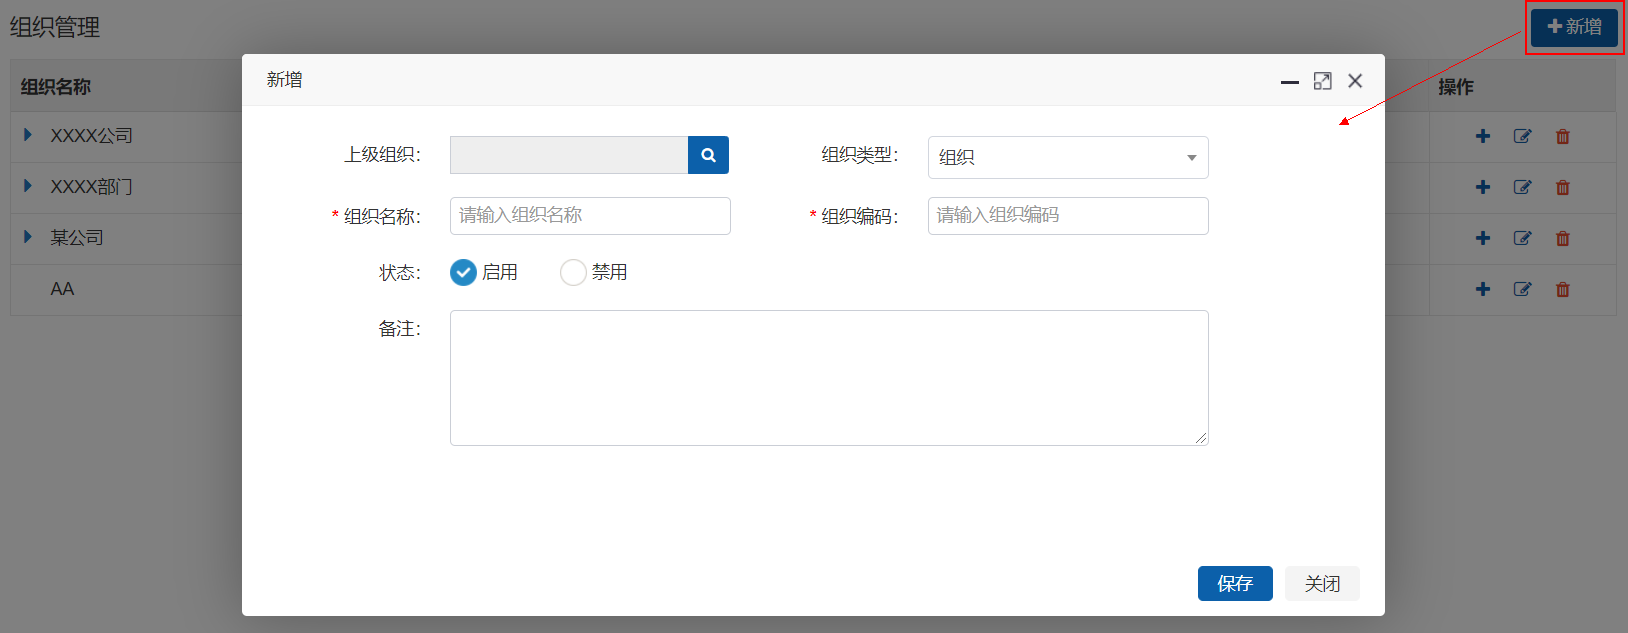 组织管理
新增
组织名称
操作
XXXX公司
XXXX部门
某公司
AA
新增
上级组织：
组织类型：
组织
* 组织名称：
请输入组织名称
* 组织编码：
请输入组织编码
状态：
启用
禁用
备注：
保存
关闭